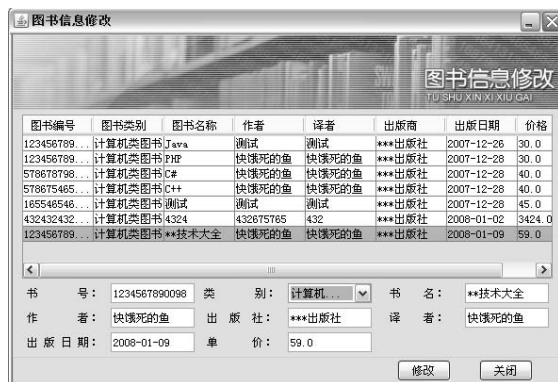 图书信息修改
图书信息修改
TU SHU XIN XI XIU GAI
图书编号 图书类别 图书名称 作者 译者 出版商 出版日期 价格
123456789... 计算机类图书 Java 测试 测试 ***出版社 2007-12-26 30.0
123456789... 计算机类图书 PHP 快饿死的鱼 快饿死的鱼 ***出版社 2007-12-28 30.0
578678798... 计算机类图书 C# 快饿死的鱼 快饿死的鱼 ***出版社 2007-12-28 40.0
578675465... 计算机类图书 C++ 快饿死的鱼 快饿死的鱼 ***出版社 2007-12-28 40.0
165546546... 计算机类图书 测试 快饿死的鱼 快饿死的鱼 ***出版社 2007-12-28 45.0
432432432... 计算机类图书 4324 432675765 432 ***出版社 2008-01-02 3424.0
123456789... 计算机类图书 **技术大全 快饿死的鱼 快饿死的鱼 ***出版社 2008-01-09 59.0
书 号： 1234567890098 类 别： 计算机... 书 名： **技术大全
作 者： 快饿死的鱼 出 版 社： ***出版社 译 者： 快饿死的鱼
出 版 日 期： 2008-01-09 单 价： 59.0
修改 关闭